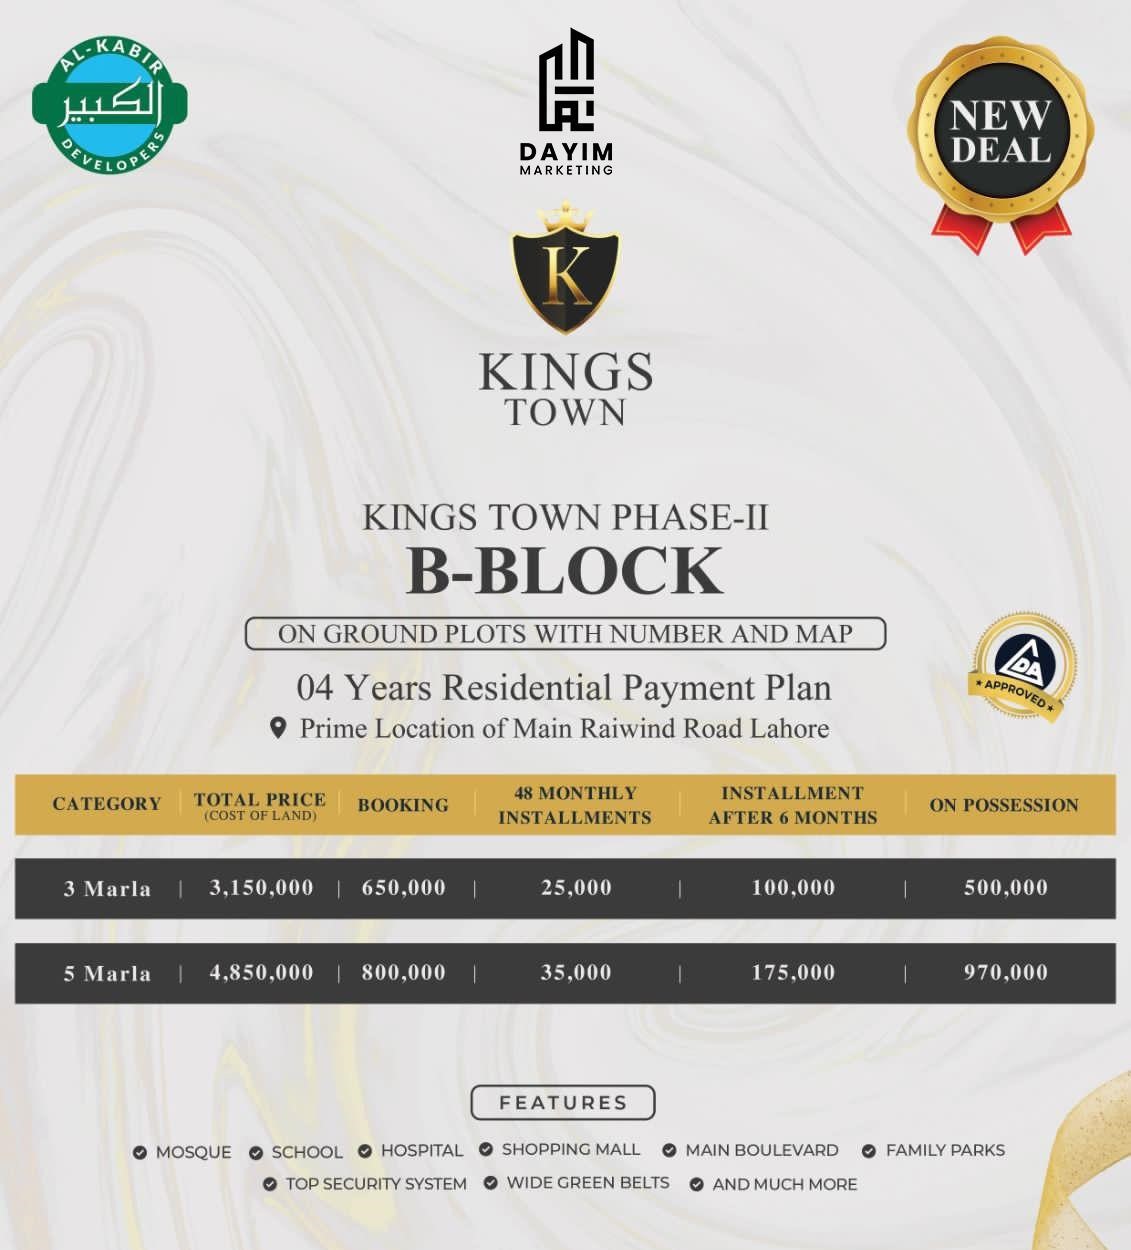 AL-KABIR
الكبير
DEVELOPERS
DAYIM
MARKETING
NEW
DEAL
K
KINGS
TOWN
KINGS TOWN PHASE-II
B-BLOCK
ON GROUND PLOTS WITH NUMBER AND MAP
04 Years Residential Payment Plan
Prime Location of Main Raiwind Road Lahore
LDA
APPROVED
CATEGORY TOTAL PRICE (COST OF LAND) BOOKING 48 MONTHLY INSTALLMENTS INSTALLMENT AFTER 6 MONTHS ON POSSESSION
3 Marla | 3,150,000 | 650,000 | 25,000 | 100,000 | 500,000
5 Marla | 4,850,000 | 800,000 | 35,000 | 175,000 | 970,000
FEATURES
MOSQUE SCHOOL HOSPITAL SHOPPING MALL MAIN BOULEVARD FAMILY PARKS
TOP SECURITY SYSTEM WIDE GREEN BELTS AND MUCH MORE